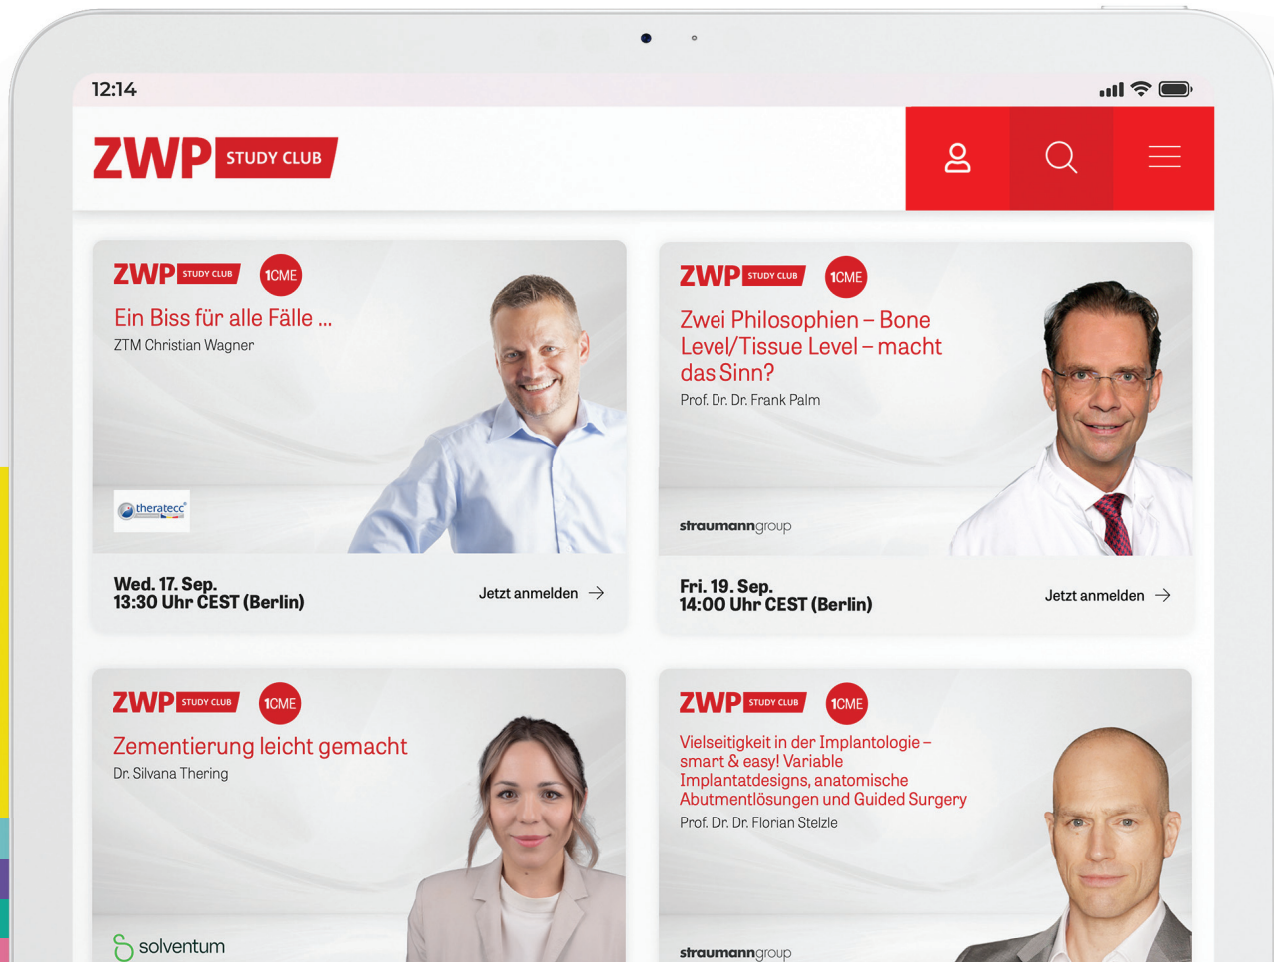 12:14
ZWP STUDY CLUB
ZWP STUDY CLUB 1CME
Ein Biss für alle Fälle ...
ZTM Christian Wagner
theratecc
Wed. 17. Sep.
13:30 Uhr CEST (Berlin)
Jetzt anmelden
ZWP STUDY CLUB 1CME
Zwei Philosophien – Bone
Level/Tissue Level – macht
das Sinn?
Prof. Dr. Dr. Frank Palm
straumanngroup
Fri. 19. Sep.
14:00 Uhr CEST (Berlin)
Jetzt anmelden
ZWP STUDY CLUB 1CME
Zementierung leicht gemacht
Dr. Silvana Thering
solventum
ZWP STUDY CLUB 1CME
Vielseitigkeit in der Implantologie –
smart & easy! Variable
Implantatdesigns, anatomische
Abutmentlösungen und Guided Surgery
Prof. Dr. Dr. Florian Stelzle
straumanngroup